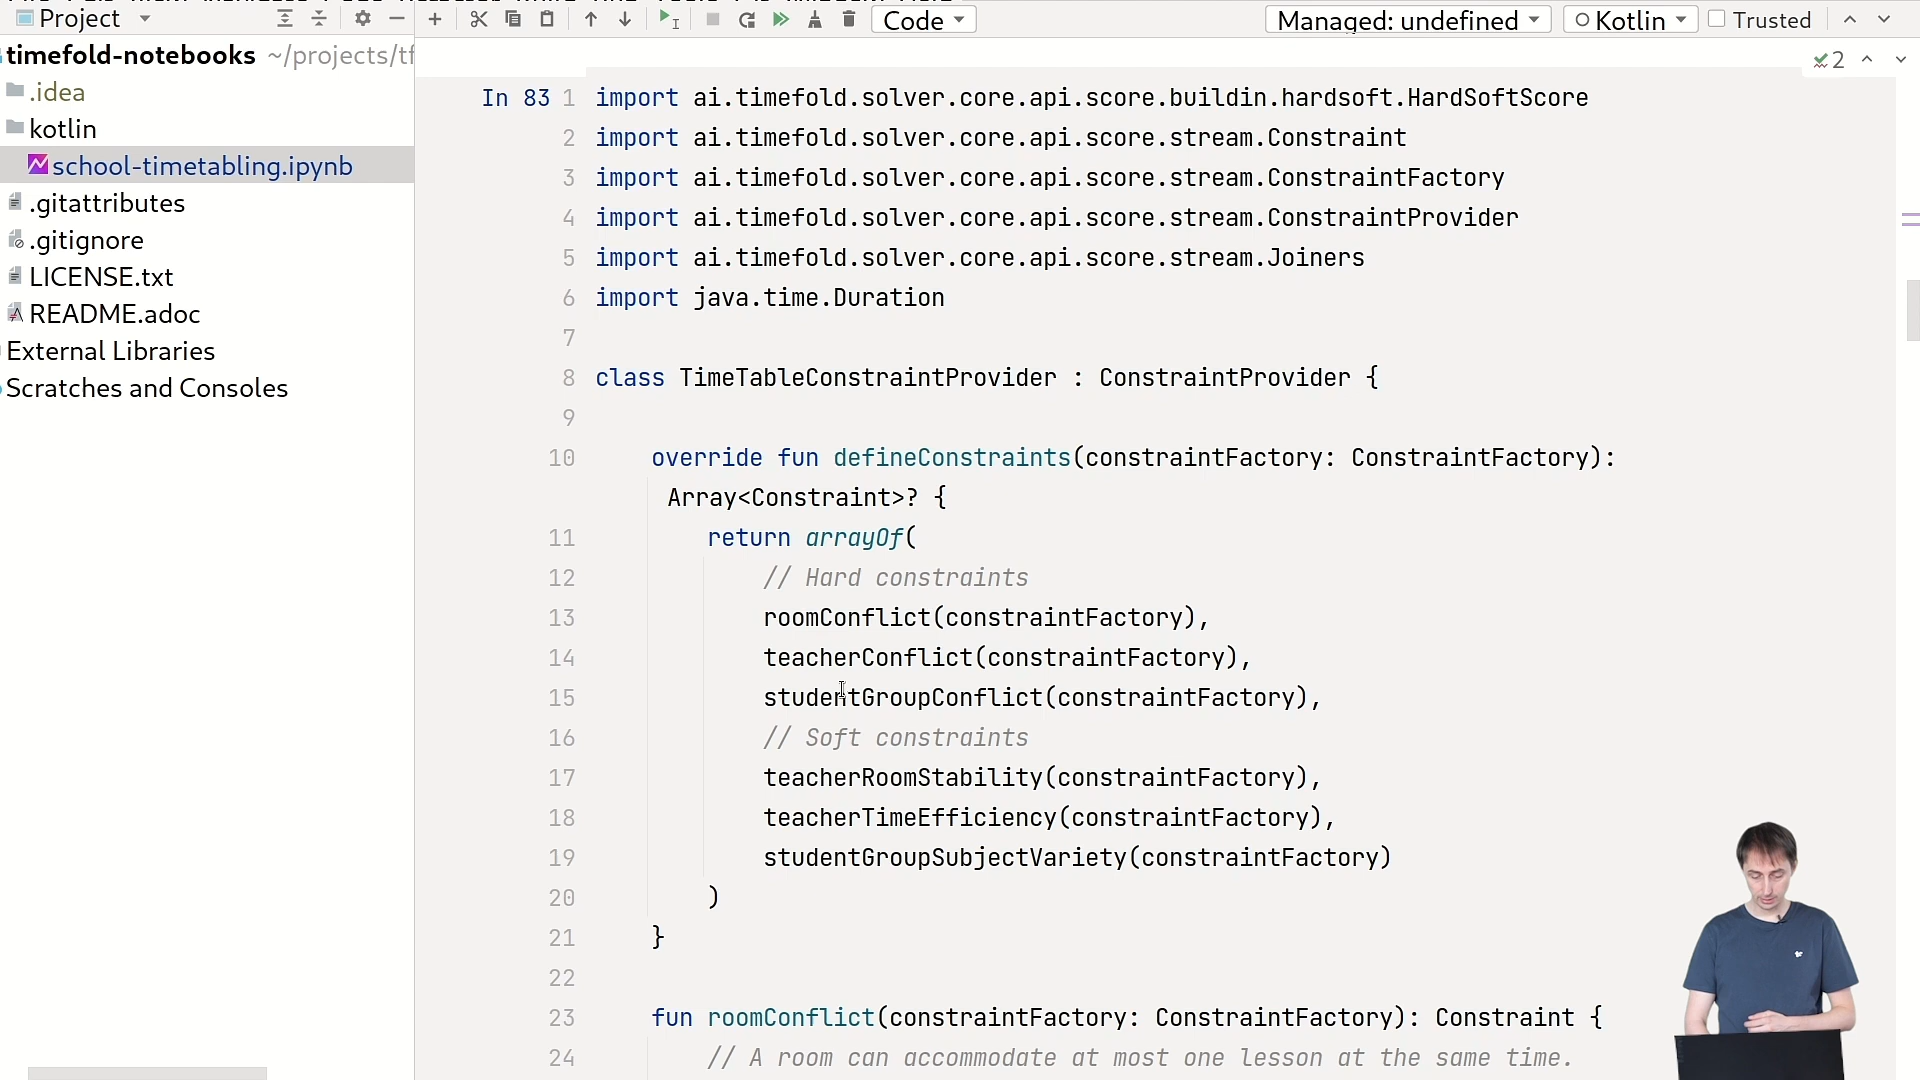 Project
Code
Managed: undefined
Kotlin
Trusted
timefold-notebooks ~/projects/tf
.idea
kotlin
school-timetabling.ipynb
.gitattributes
.gitignore
LICENSE.txt
README.adoc
External Libraries
Scratches and Consoles
2
In 83 1 import ai.timefold.solver.core.api.score.buildin.hardsoft.HardSoftScore
2 import ai.timefold.solver.core.api.score.stream.Constraint
3 import ai.timefold.solver.core.api.score.stream.ConstraintFactory
4 import ai.timefold.solver.core.api.score.stream.ConstraintProvider
5 import ai.timefold.solver.core.api.score.stream.Joiners
6 import java.time.Duration
7
8 class TimeTableConstraintProvider : ConstraintProvider {
9
10 override fun defineConstraints(constraintFactory: ConstraintFactory):
Array<Constraint>? {
11 return arrayOf(
12 // Hard constraints
13 roomConflict(constraintFactory),
14 teacherConflict(constraintFactory),
15 studentGroupConflict(constraintFactory),
16 // Soft constraints
17 teacherRoomStability(constraintFactory),
18 teacherTimeEfficiency(constraintFactory),
19 studentGroupSubjectVariety(constraintFactory)
20 )
21 }
22
23 fun roomConflict(constraintFactory: ConstraintFactory): Constraint {
24 // A room can accommodate at most one lesson at the same time.